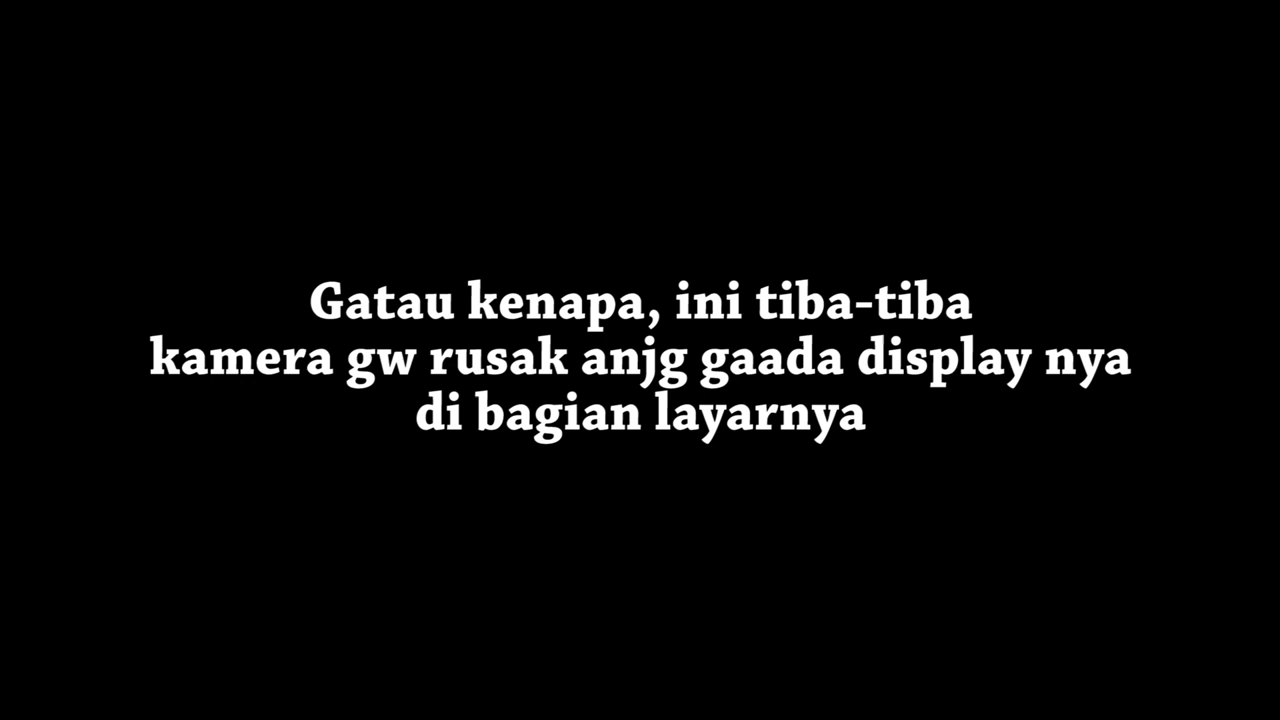 Gatau kenapa, ini tiba-tiba
kamera gw rusak anjg gaada display nya
di bagian layarnya